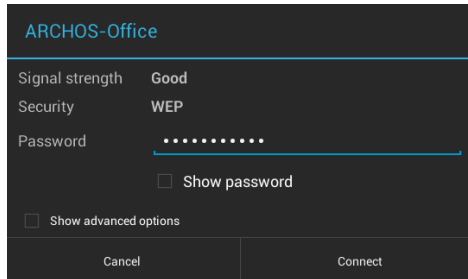 ARCHOS-Office
Signal strength Good
Security WEP
Password •••••••••••
Show password
Show advanced options
Cancel Connect